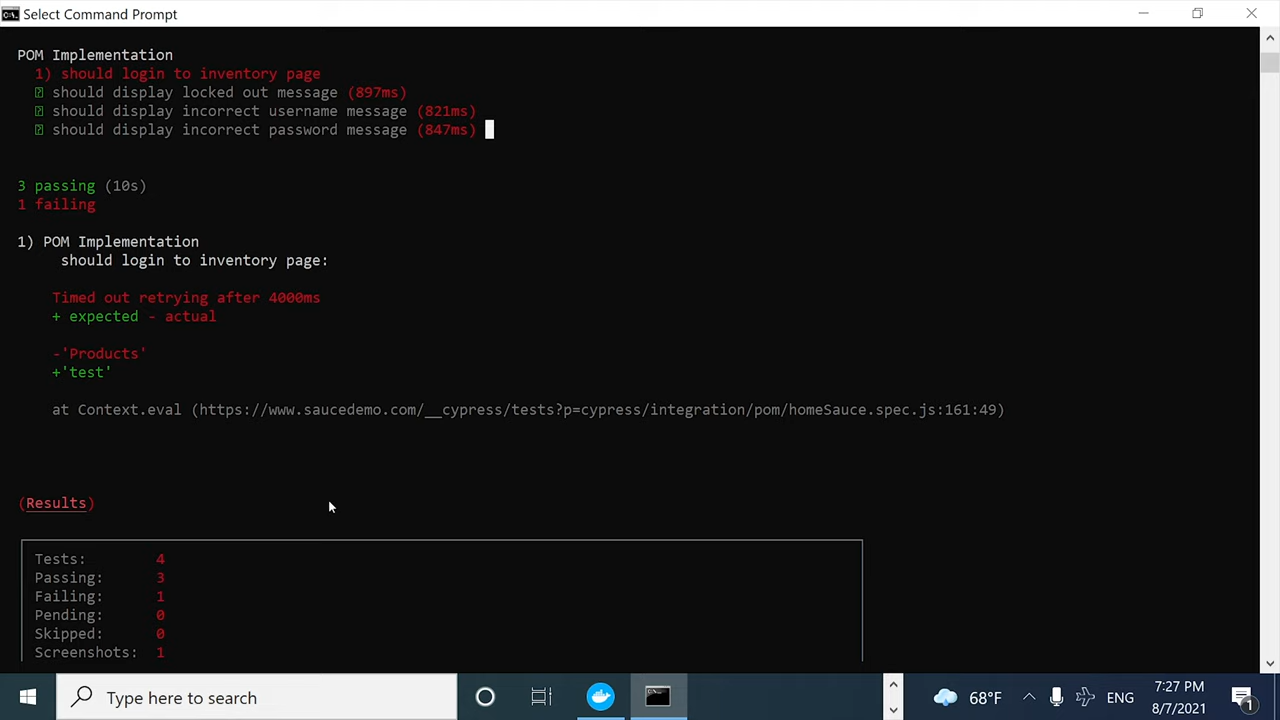 Select Command Prompt
POM Implementation
1) should login to inventory page
should display locked out message (897ms)
should display incorrect username message (821ms)
should display incorrect password message (847ms)
3 passing (10s)
1 failing
1) POM Implementation
should login to inventory page:
Timed out retrying after 4000ms
+ expected - actual
-'Products'
+'test'
at Context.eval (https://www.saucedemo.com/__cypress/tests?p=cypress/integration/pom/homeSauce.spec.js:161:49)
(Results)
Tests: 4
Passing: 3
Failing: 1
Pending: 0
Skipped: 0
Screenshots: 1
Type here to search
68°F
ENG
7:27 PM
8/7/2021
1